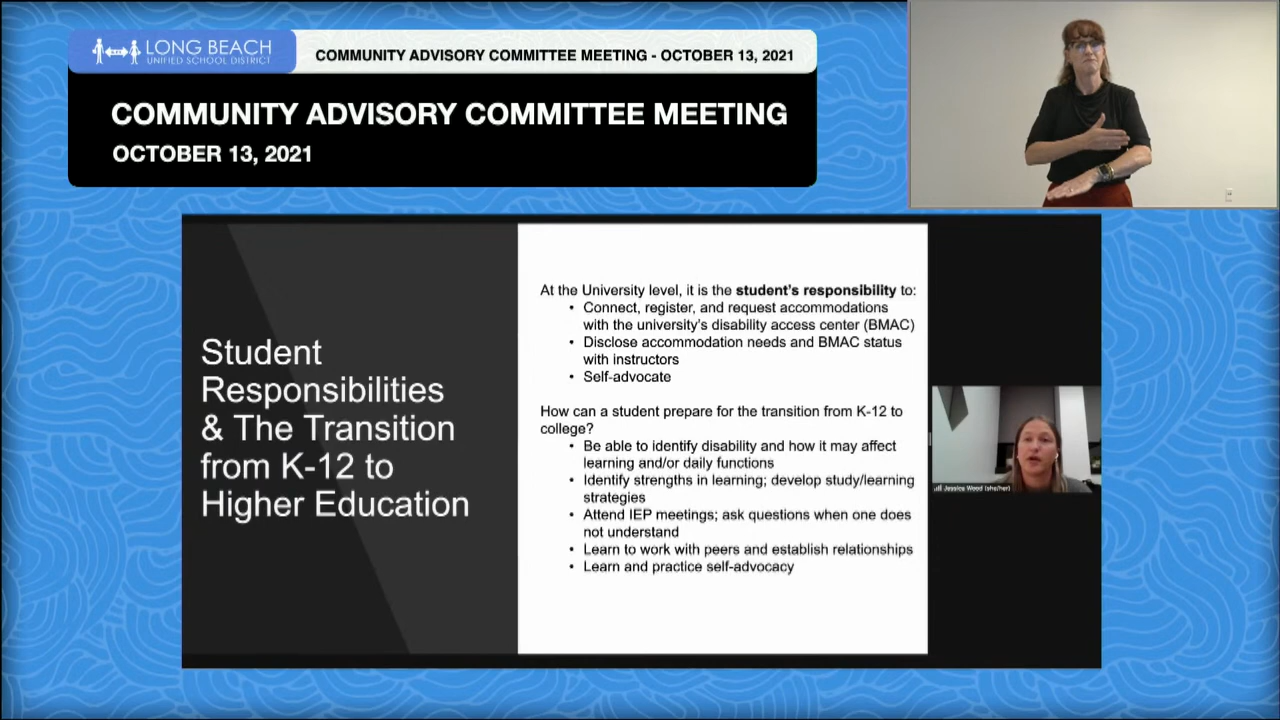 LONG BEACH
UNIFIED SCHOOL DISTRICT
COMMUNITY ADVISORY COMMITTEE MEETING - OCTOBER 13, 2021
COMMUNITY ADVISORY COMMITTEE MEETING
OCTOBER 13, 2021
Student
Responsibilities
& The Transition
from K-12 to
Higher Education
At the University level, it is the student's responsibility to:
• Connect, register, and request accommodations
with the university's disability access center (BMAC)
• Disclose accommodation needs and BMAC status
with instructors
• Self-advocate
How can a student prepare for the transition from K-12 to
college?
• Be able to identify disability and how it may affect
learning and/or daily functions
• Identify strengths in learning; develop study/learning
strategies
• Attend IEP meetings; ask questions when one does
not understand
• Learn to work with peers and establish relationships
• Learn and practice self-advocacy
Jessica Wood (she/her)